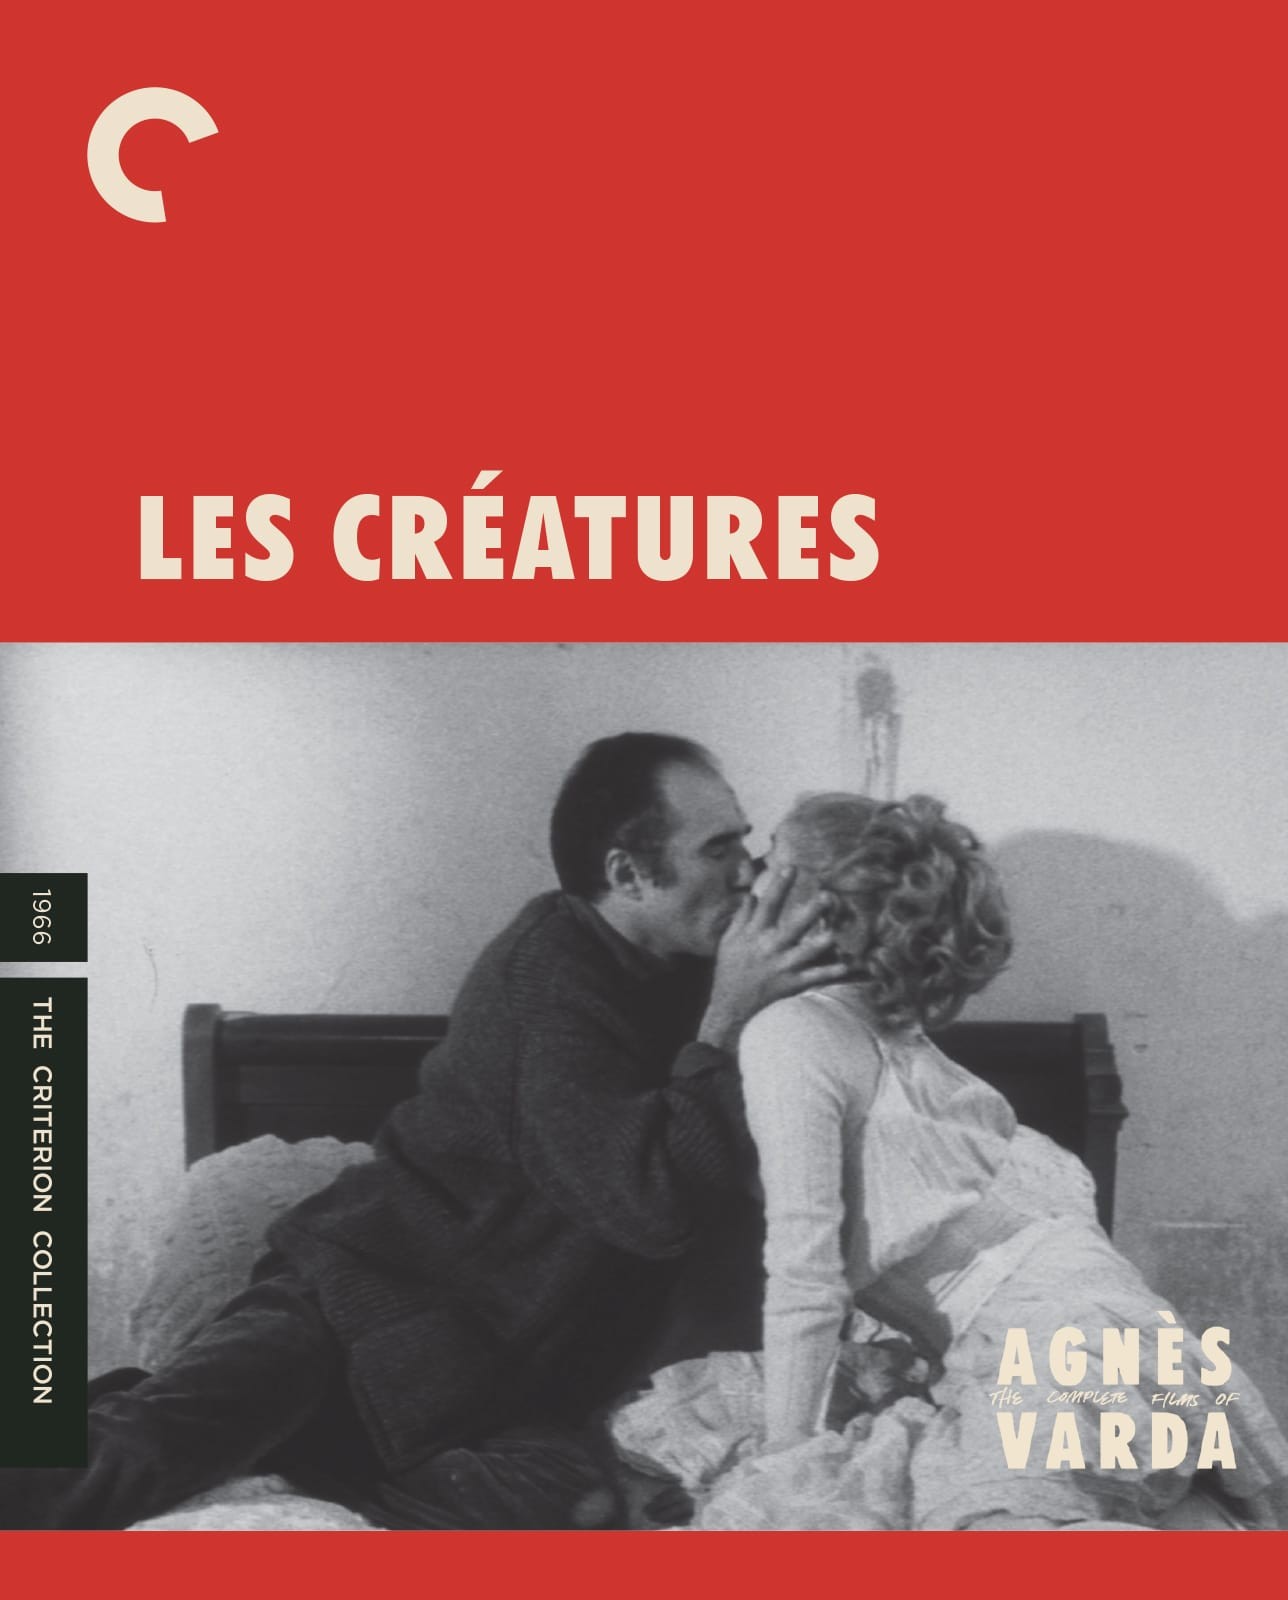 LES CRÉATURES
1966
THE CRITERION COLLECTION
AGNÈS
THE COMPLETE FILMS OF
VARDA